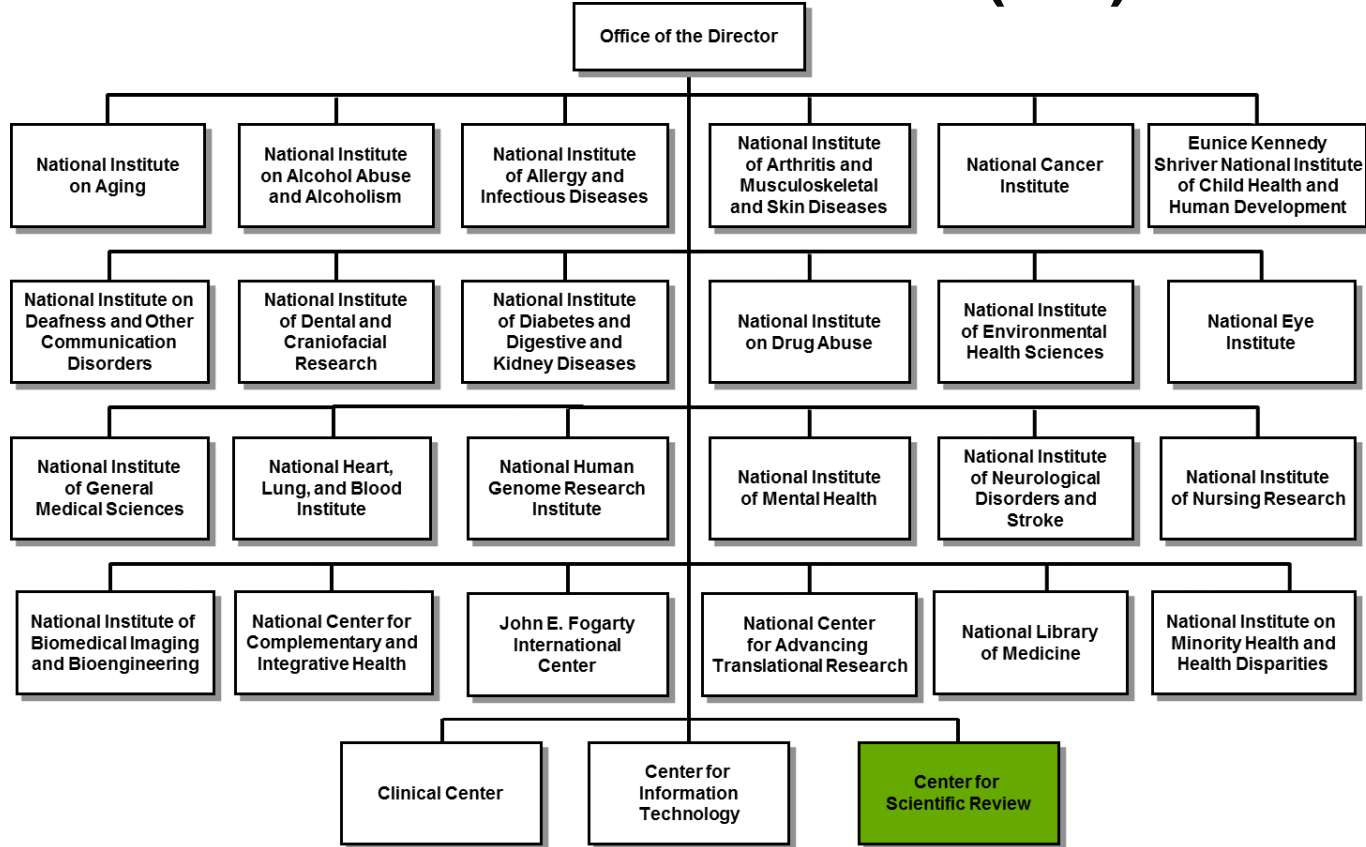 Office of the Director
National Institute
on Aging
National Institute
on Alcohol Abuse
and Alcoholism
National Institute
of Allergy and
Infectious Diseases
National Institute
of Arthritis and
Musculoskeletal
and Skin Diseases
National Cancer
Institute
Eunice Kennedy
Shriver National Institute
of Child Health and
Human Development
National Institute on
Deafness and Other
Communication
Disorders
National Institute
of Dental and
Craniofacial
Research
National Institute
of Diabetes and
Digestive and
Kidney Diseases
National Institute
on Drug Abuse
National Institute
of Environmental
Health Sciences
National Eye
Institute
National Institute
of General
Medical Sciences
National Heart,
Lung, and Blood
Institute
National Human
Genome Research
Institute
National Institute
of Mental Health
National Institute
of Neurological
Disorders and
Stroke
National Institute
of Nursing Research
National Institute of
Biomedical Imaging
and Bioengineering
National Center for
Complementary and
Integrative Health
John E. Fogarty
International
Center
National Center
for Advancing
Translational Research
National Library
of Medicine
National Institute on
Minority Health and
Health Disparities
Clinical Center
Center for
Information
Technology
Center for
Scientific Review